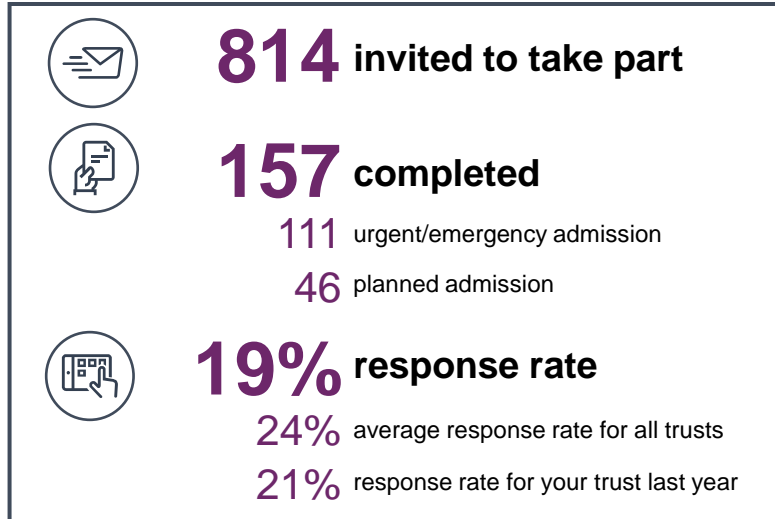 814 invited to take part
157 completed
111 urgent/emergency admission
46 planned admission
19% response rate
24% average response rate for all trusts
21% response rate for your trust last year